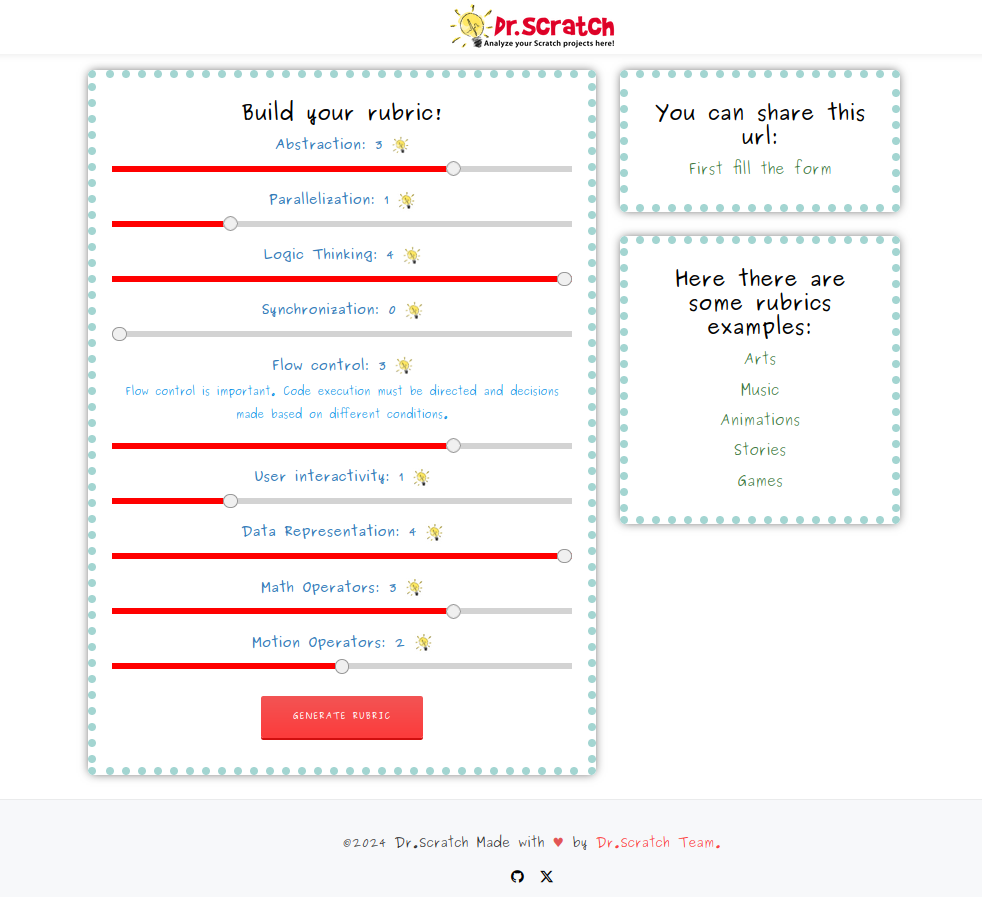 Dr.Scratch
Analyze your Scratch projects here!
Build your rubric!
Abstraction: 3
Parallelization: 1
Logic Thinking: 4
Synchronization: 0
Flow control: 3
Flow control is important. Code execution must be directed and decisions
made based on different conditions.
User interactivity: 1
Data Representation: 4
Math Operators: 3
Motion Operators: 2
GENERATE RUBRIC
You can share this
url:
First fill the form
Here there are
some rubrics
examples:
Arts
Music
Animations
Stories
Games
©2024 Dr.Scratch Made with ♥ by Dr.Scratch Team.